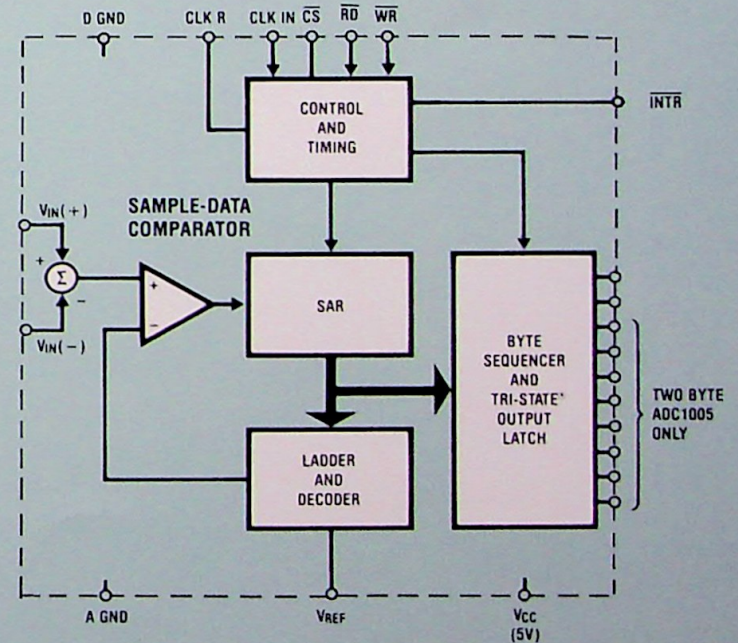 D GND
CLK R
CLK IN
CS
RD
WR
CONTROL
AND
TIMING
INTR
VIN(+)
SAMPLE-DATA
COMPARATOR
+
Σ
−
+
−
VIN(−)
SAR
BYTE
SEQUENCER
AND
TRI-STATE'
OUTPUT
LATCH
TWO BYTE
ADC1005
ONLY
LADDER
AND
DECODER
A GND
VREF
VCC
(5V)